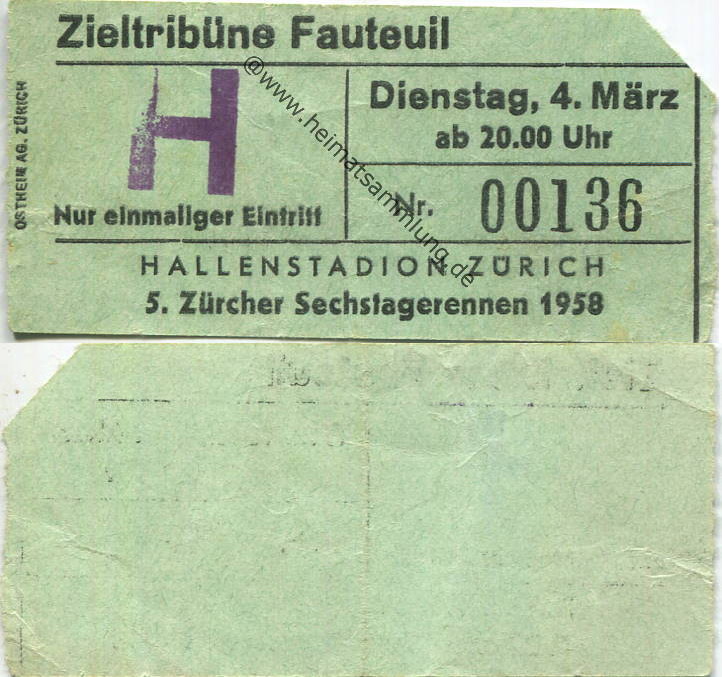 Zieltribüne Fauteuil
OSTHEIM AG. ZÜRICH
H
Nur einmaliger Eintritt
Dienstag, 4. März
ab 20.00 Uhr
Nr. 00136
HALLENSTADION ZÜRICH
5. Zürcher Sechstagerennen 1958
@www.heimatsammlung.de